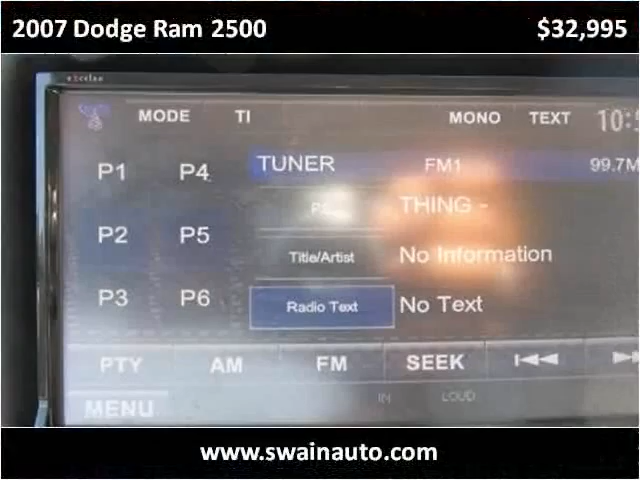 2007 Dodge Ram 2500 $32,995
excelon
MODE TI MONO TEXT 10:
P1 P4 TUNER FM1 99.7M
THING -
P2 P5 Title/Artist No Information
P3 P6 Radio Text No Text
PTY AM FM SEEK
IN LOUD
MENU
www.swainauto.com